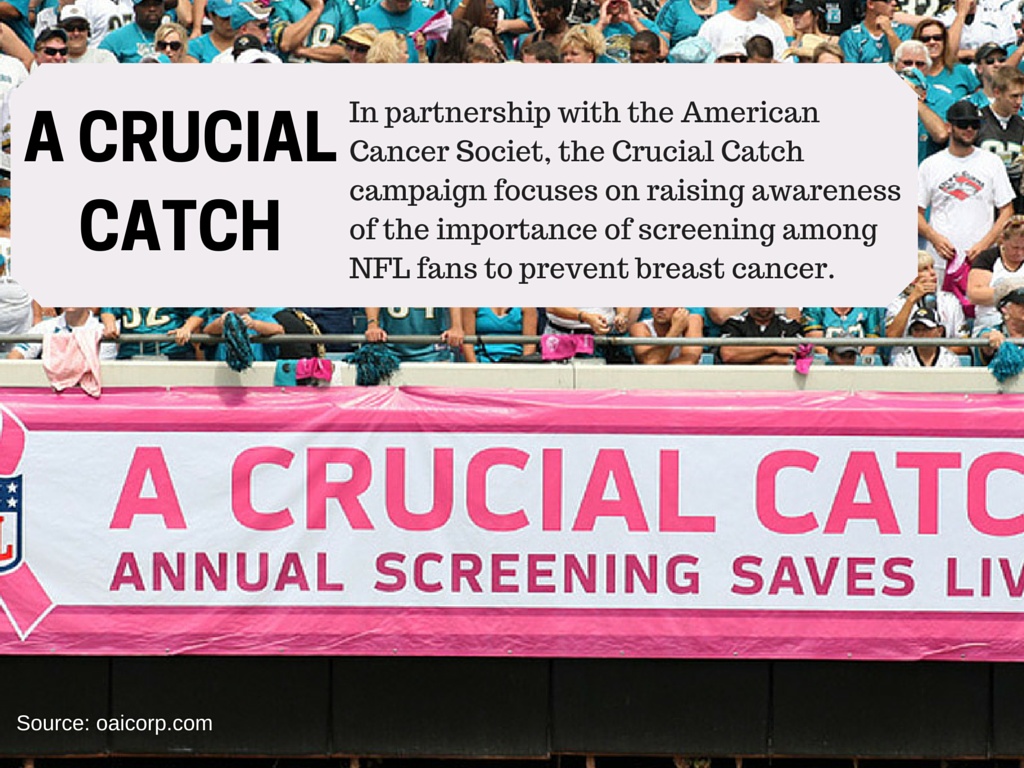 A CRUCIAL
CATCH
In partnership with the American
Cancer Societ, the Crucial Catch
campaign focuses on raising awareness
of the importance of screening among
NFL fans to prevent breast cancer.
A CRUCIAL CATC
ANNUAL SCREENING SAVES LIV
Source: oaicorp.com